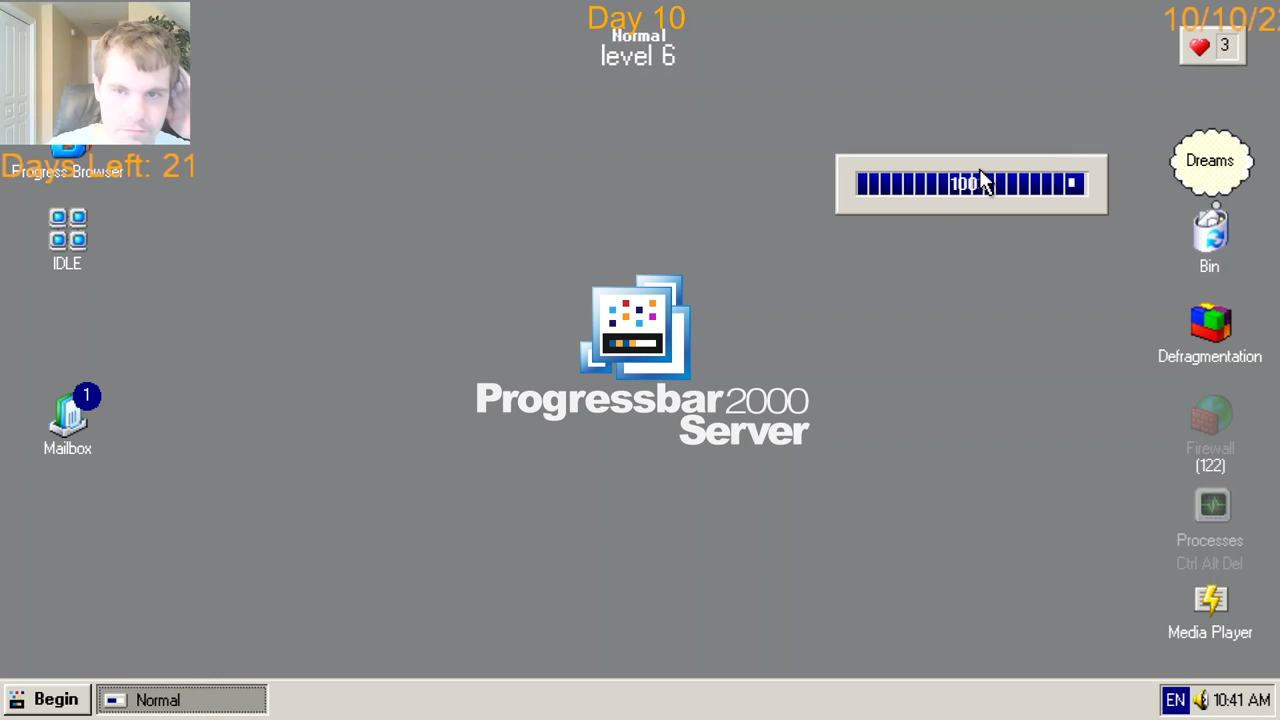 Day 10
10/10/2
Normal
level 6
3
Days Left: 21
Progress Browser
Dreams
100
IDLE
Bin
Defragmentation
1
Mailbox
Progressbar2000
Server
Firewall
(122)
Processes
Ctrl Alt Del
Media Player
Begin
Normal
EN
10:41 AM